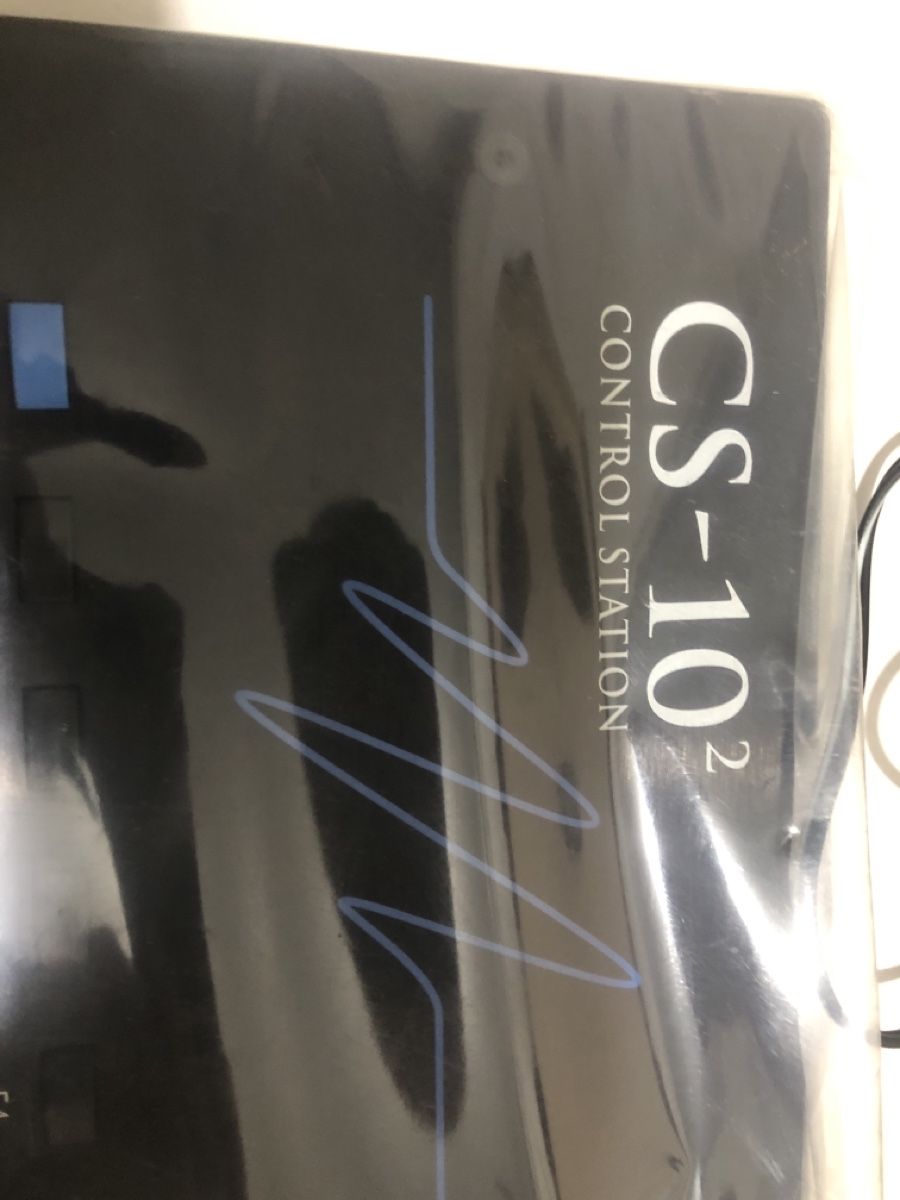 CS-10²
CONTROL STATION